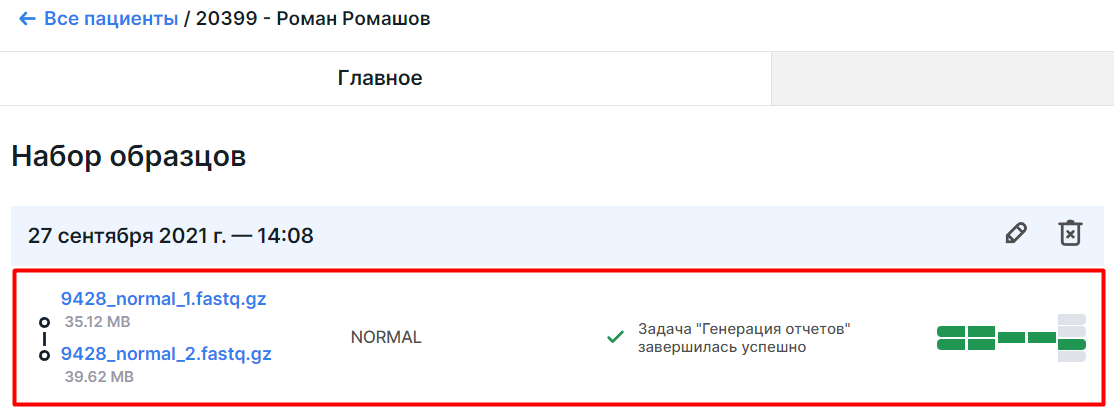 ← Все пациенты / 20399 - Роман Ромашов
Главное
Набор образцов
27 сентября 2021 г. — 14:08
9428_normal_1.fastq.gz
35.12 MB
9428_normal_2.fastq.gz
39.62 MB
NORMAL
Задача "Генерация отчетов"
завершилась успешно